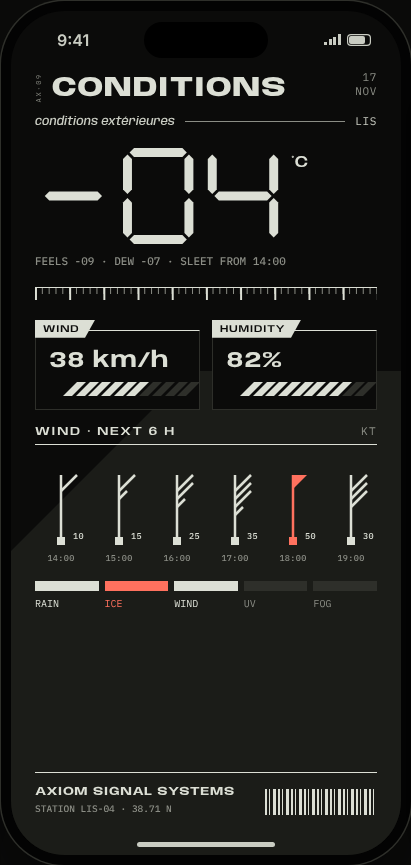 9:41
AX-09
CONDITIONS
17
NOV
conditions extérieures
LIS
-04 °C
FEELS -09 · DEW -07 · SLEET FROM 14:00
WIND
38 km/h
HUMIDITY
82%
WIND · NEXT 6 H
KT
10 15 25 35 50 30
14:00 15:00 16:00 17:00 18:00 19:00
RAIN ICE WIND UV FOG
AXIOM SIGNAL SYSTEMS
STATION LIS-04 · 38.71 N